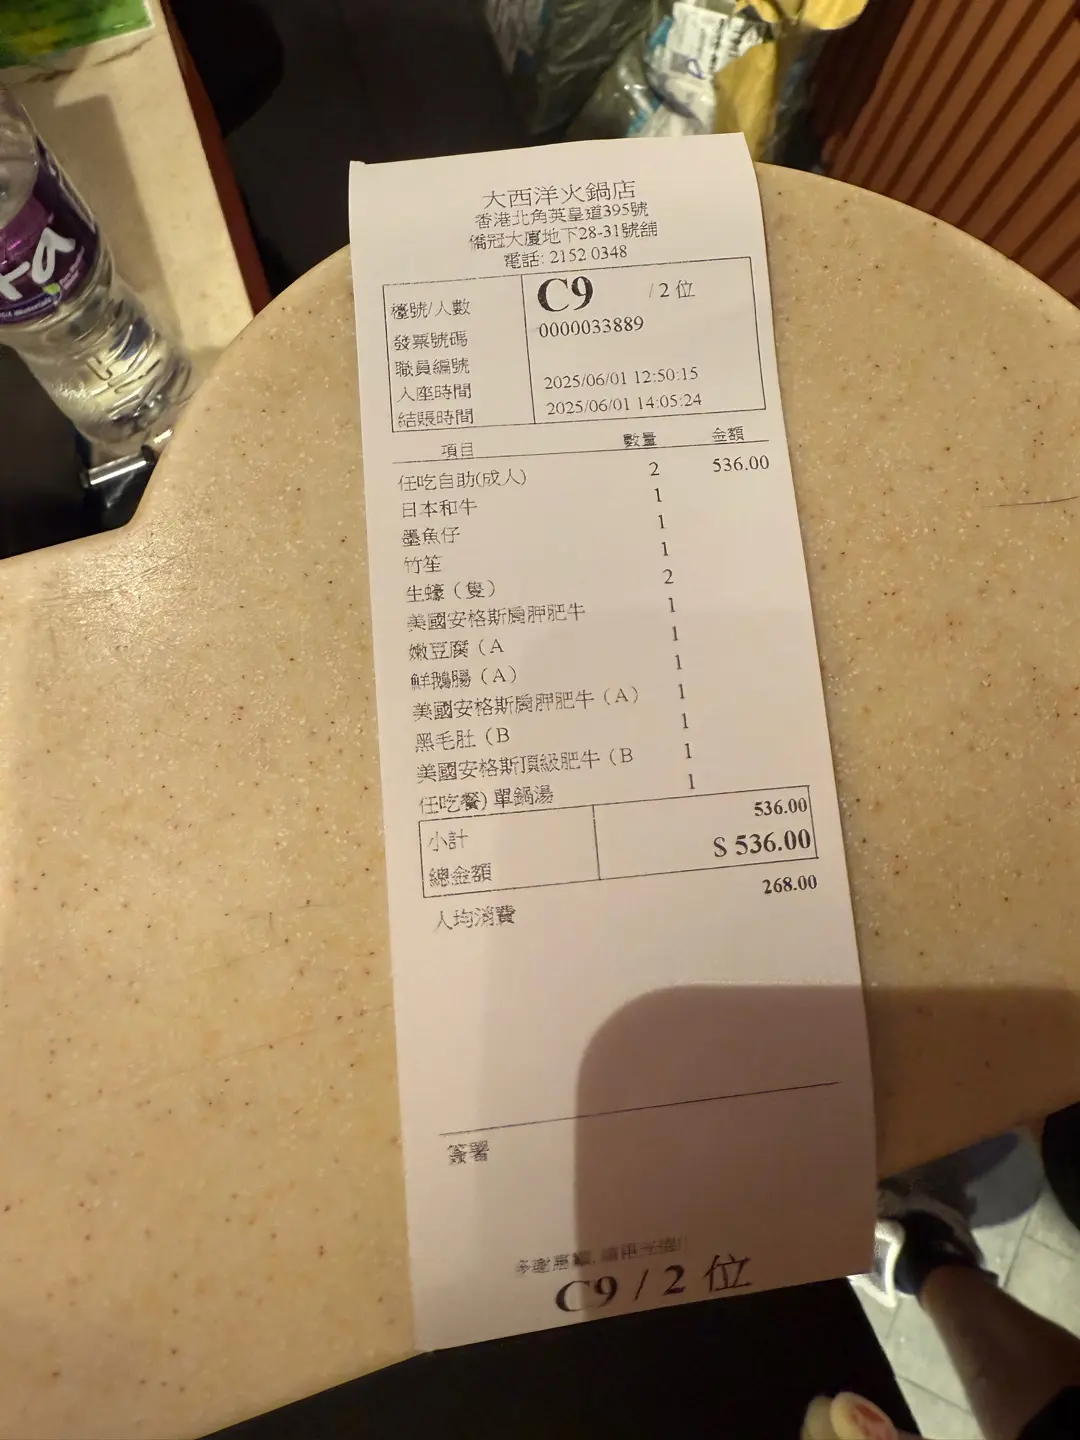 大西洋火鍋店
香港北角英皇道395號
僑冠大廈地下28-31號舖
電話: 2152 0348
檯號/人數 C9 / 2 位
發票號碼 0000033889
職員編號
入座時間 2025/06/01 12:50:15
結賬時間 2025/06/01 14:05:24
項目 數量 金額
任吃自助(成人) 2 536.00
日本和牛 1
墨魚仔 1
竹笙 1
生蠔（隻） 2
美國安格斯肩胛肥牛 1
嫩豆腐（A 1
鮮鵝腸（A） 1
美國安格斯肩胛肥牛（A） 1
黑毛肚（B 1
美國安格斯頂級肥牛（B 1
任吃餐) 單鍋湯 1
小計 536.00
總金額 $ 536.00
人均消費 268.00
簽署
多謝惠顧,
C9 / 2 位